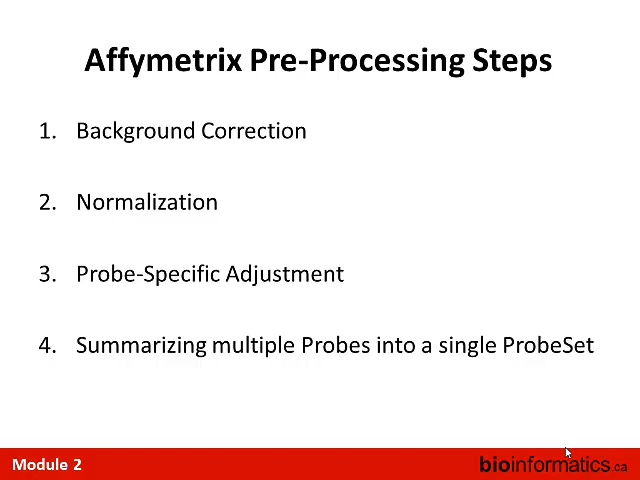 Affymetrix Pre-Processing Steps
1. Background Correction
2. Normalization
3. Probe-Specific Adjustment
4. Summarizing multiple Probes into a single ProbeSet
Module 2
bioinformatics.ca